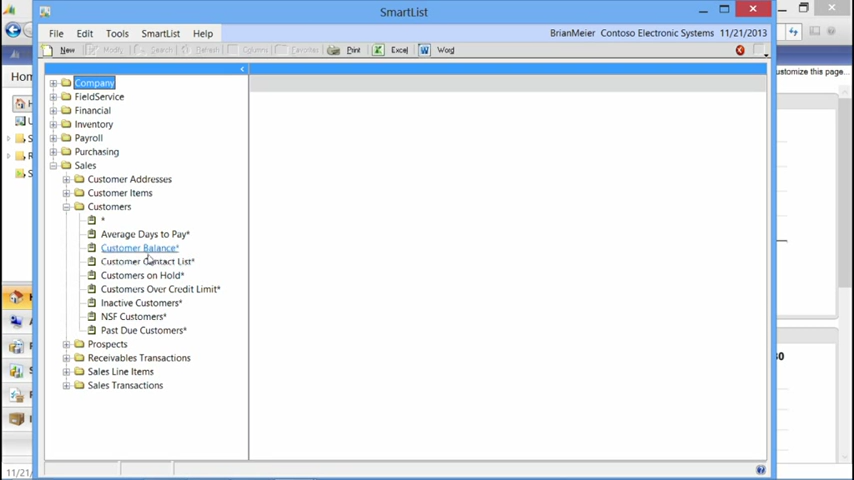 SmartList
File Edit Tools SmartList Help
BrianMeier Contoso Electronic Systems 11/21/2013
New Modify Search Refresh Columns Favorites Print Excel Word
Company
FieldService
Financial
Inventory
Payroll
Purchasing
Sales
Customer Addresses
Customer Items
Customers
*
Average Days to Pay*
Customer Balance*
Customer Contact List*
Customers on Hold*
Customers Over Credit Limit*
Inactive Customers*
NSF Customers*
Past Due Customers*
Prospects
Receivables Transactions
Sales Line Items
Sales Transactions
Hom
ustomize this page...
11/21/